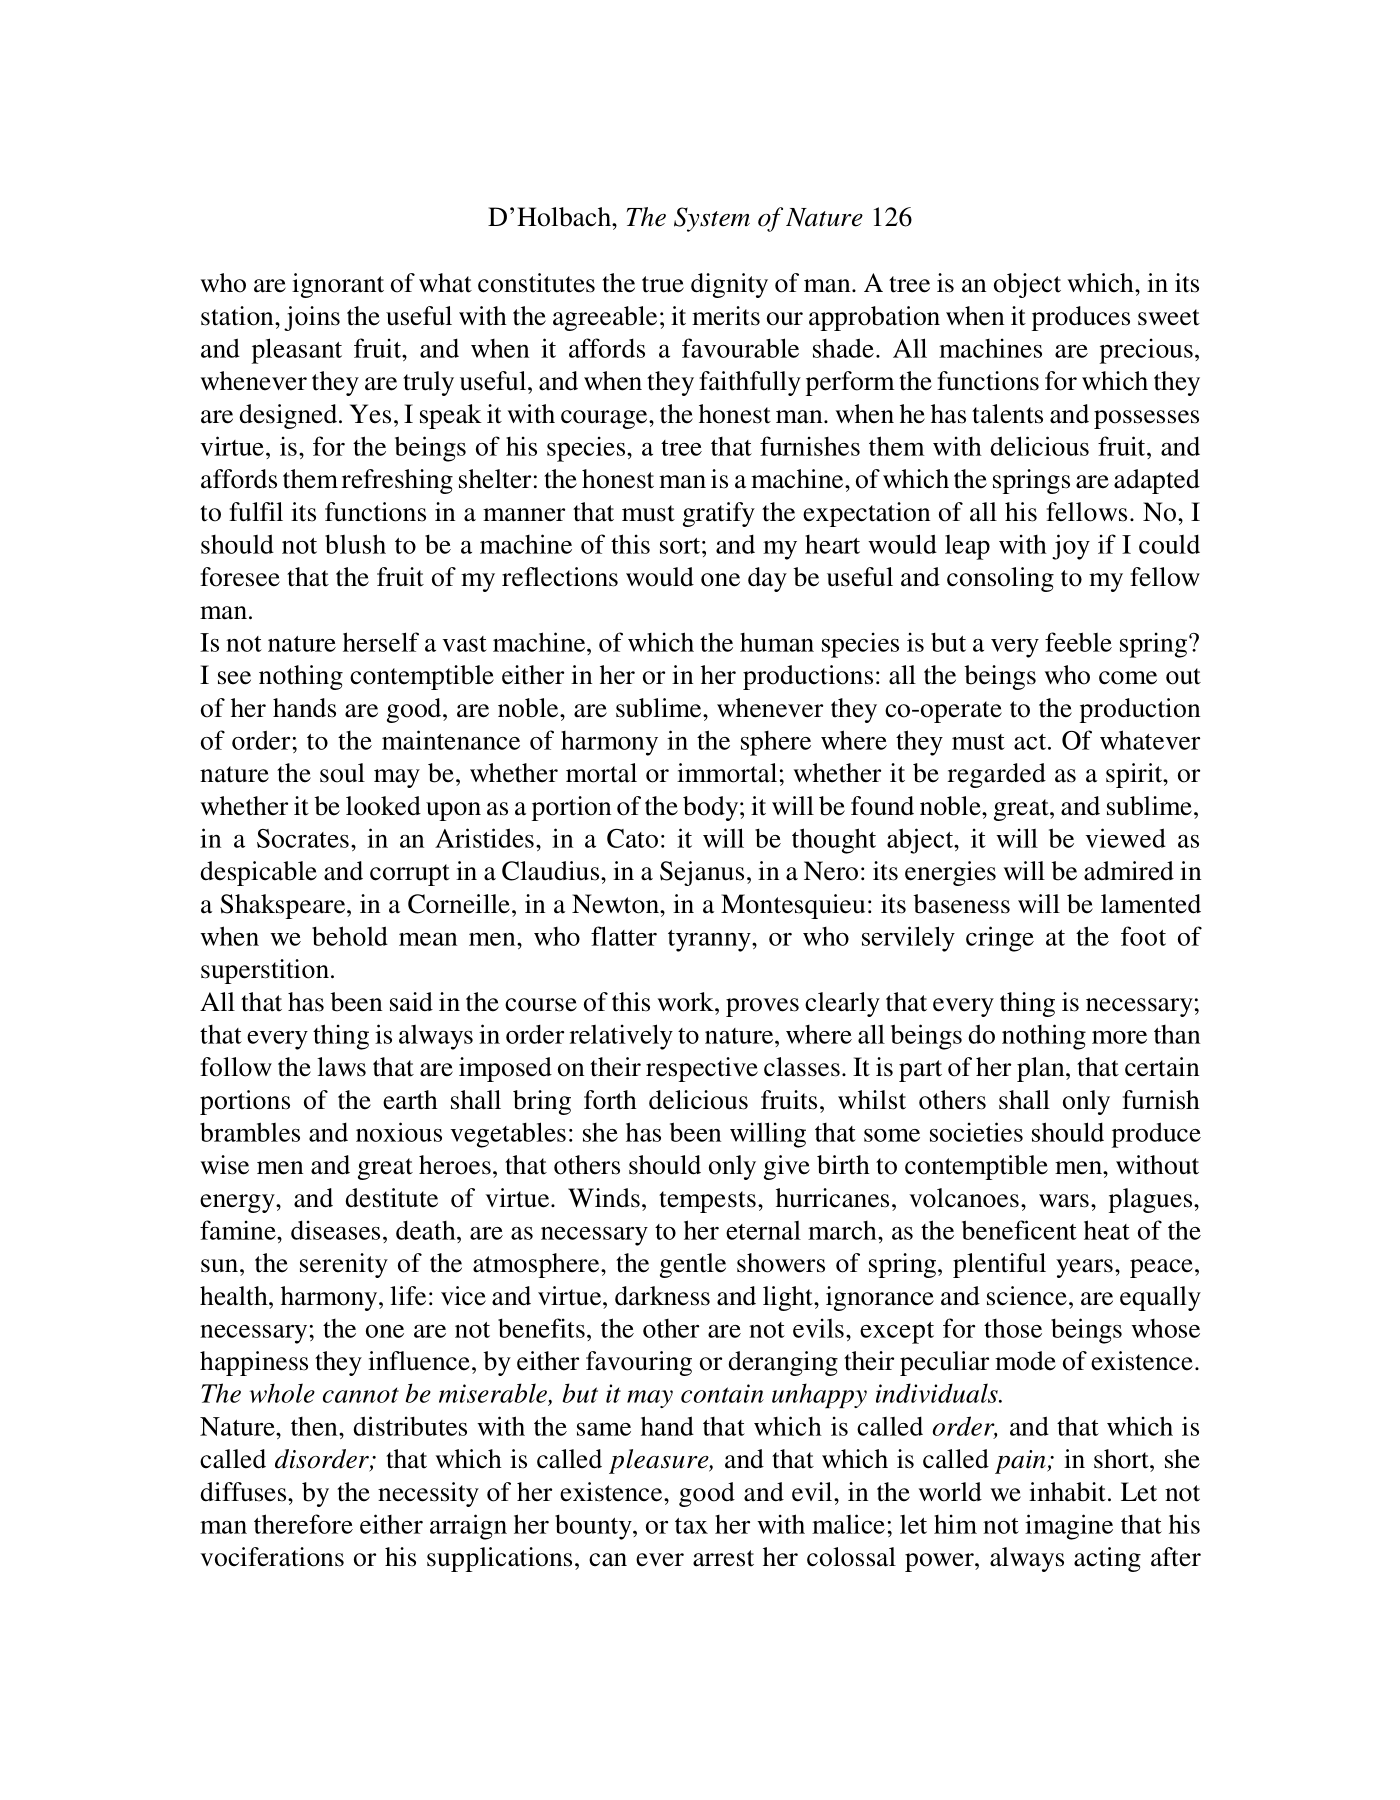 D’Holbach, The System of Nature 126
who are ignorant of what constitutes the true dignity of man. A tree is an object which, in its
station, joins the useful with the agreeable; it merits our approbation when it produces sweet
and pleasant fruit, and when it affords a favourable shade. All machines are precious,
whenever they are truly useful, and when they faithfully perform the functions for which they
are designed. Yes, I speak it with courage, the honest man. when he has talents and possesses
virtue, is, for the beings of his species, a tree that furnishes them with delicious fruit, and
affords them refreshing shelter: the honest man is a machine, of which the springs are adapted
to fulfil its functions in a manner that must gratify the expectation of all his fellows. No, I
should not blush to be a machine of this sort; and my heart would leap with joy if I could
foresee that the fruit of my reflections would one day be useful and consoling to my fellow
man.
Is not nature herself a vast machine, of which the human species is but a very feeble spring?
I see nothing contemptible either in her or in her productions: all the beings who come out
of her hands are good, are noble, are sublime, whenever they co-operate to the production
of order; to the maintenance of harmony in the sphere where they must act. Of whatever
nature the soul may be, whether mortal or immortal; whether it be regarded as a spirit, or
whether it be looked upon as a portion of the body; it will be found noble, great, and sublime,
in a Socrates, in an Aristides, in a Cato: it will be thought abject, it will be viewed as
despicable and corrupt in a Claudius, in a Sejanus, in a Nero: its energies will be admired in
a Shakspeare, in a Corneille, in a Newton, in a Montesquieu: its baseness will be lamented
when we behold mean men, who flatter tyranny, or who servilely cringe at the foot of
superstition.
All that has been said in the course of this work, proves clearly that every thing is necessary;
that every thing is always in order relatively to nature, where all beings do nothing more than
follow the laws that are imposed on their respective classes. It is part of her plan, that certain
portions of the earth shall bring forth delicious fruits, whilst others shall only furnish
brambles and noxious vegetables: she has been willing that some societies should produce
wise men and great heroes, that others should only give birth to contemptible men, without
energy, and destitute of virtue. Winds, tempests, hurricanes, volcanoes, wars, plagues,
famine, diseases, death, are as necessary to her eternal march, as the beneficent heat of the
sun, the serenity of the atmosphere, the gentle showers of spring, plentiful years, peace,
health, harmony, life: vice and virtue, darkness and light, ignorance and science, are equally
necessary; the one are not benefits, the other are not evils, except for those beings whose
happiness they influence, by either favouring or deranging their peculiar mode of existence.
The whole cannot be miserable, but it may contain unhappy individuals.
Nature, then, distributes with the same hand that which is called order, and that which is
called disorder; that which is called pleasure, and that which is called pain; in short, she
diffuses, by the necessity of her existence, good and evil, in the world we inhabit. Let not
man therefore either arraign her bounty, or tax her with malice; let him not imagine that his
vociferations or his supplications, can ever arrest her colossal power, always acting after